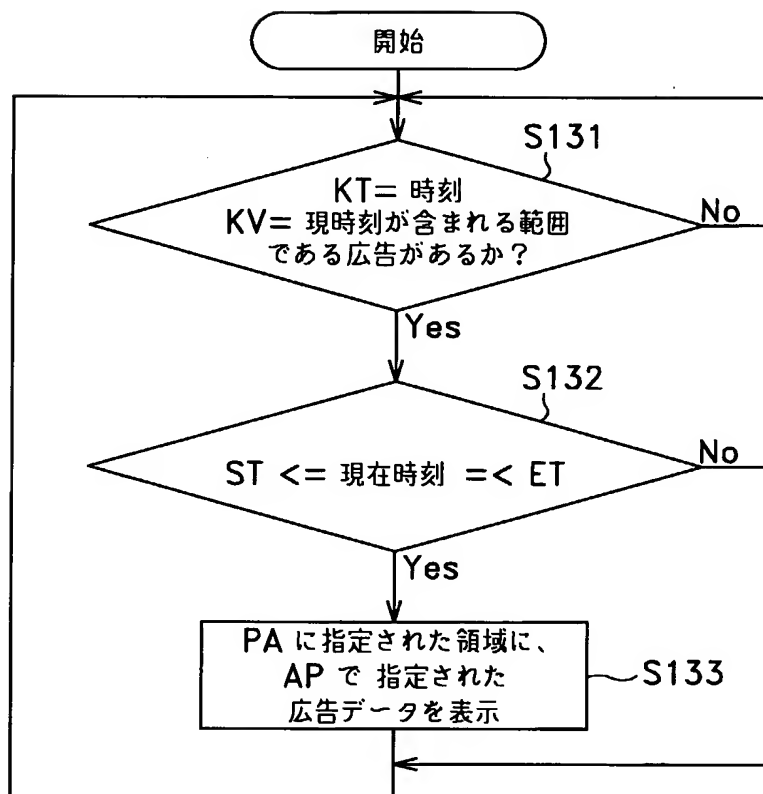 開始
S131
KT= 時刻
KV= 現時刻が含まれる範囲
である広告があるか？
No
Yes
S132
ST <= 現在時刻 =< ET
No
Yes
PA に指定された領域に、
AP で 指定された
広告データを表示
S133